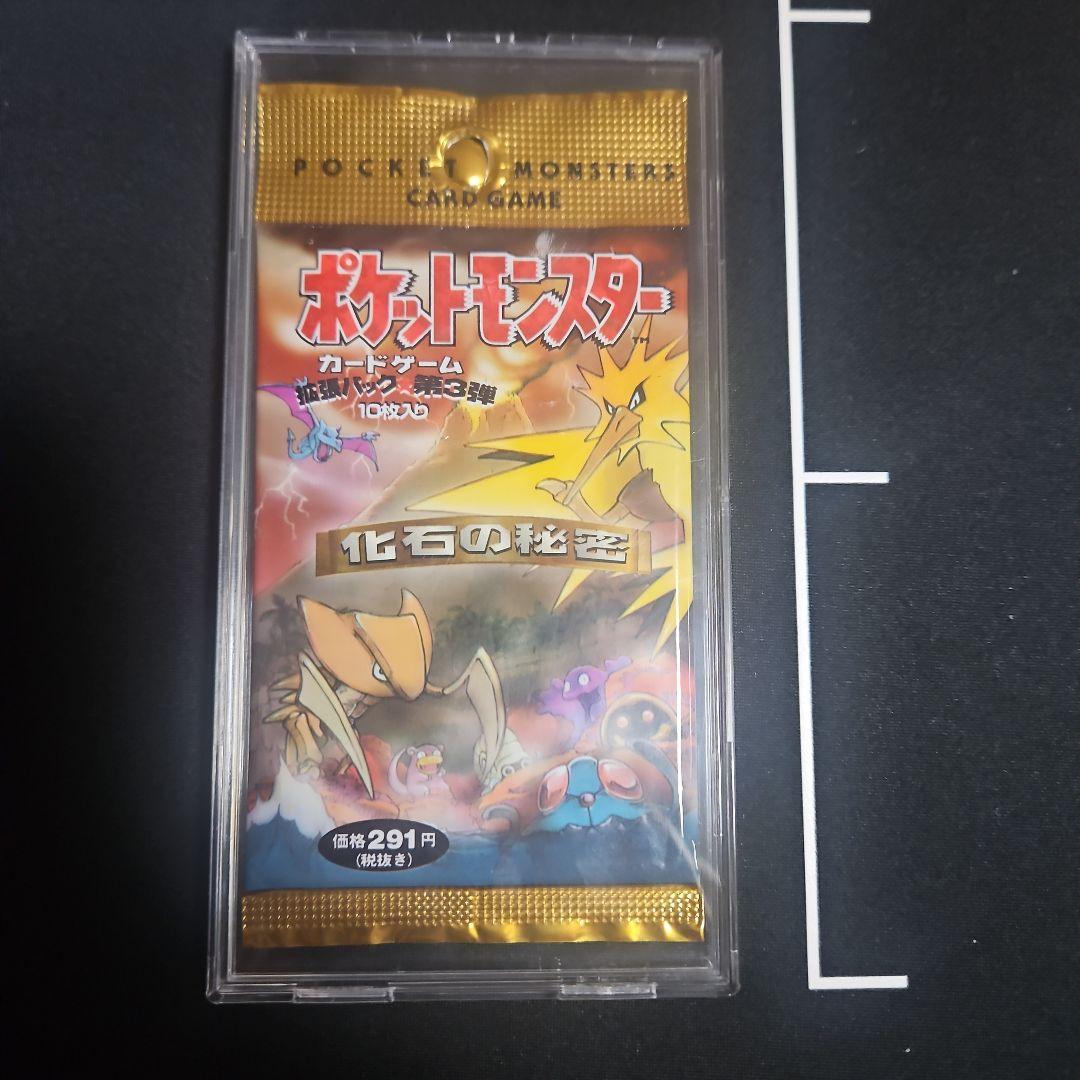 POCKET MONSTERS
CARD GAME
ポケットモンスター
TM
カードゲーム
拡張パック 第3弾
10枚入り
化石の秘密
価格291円
(税抜き)